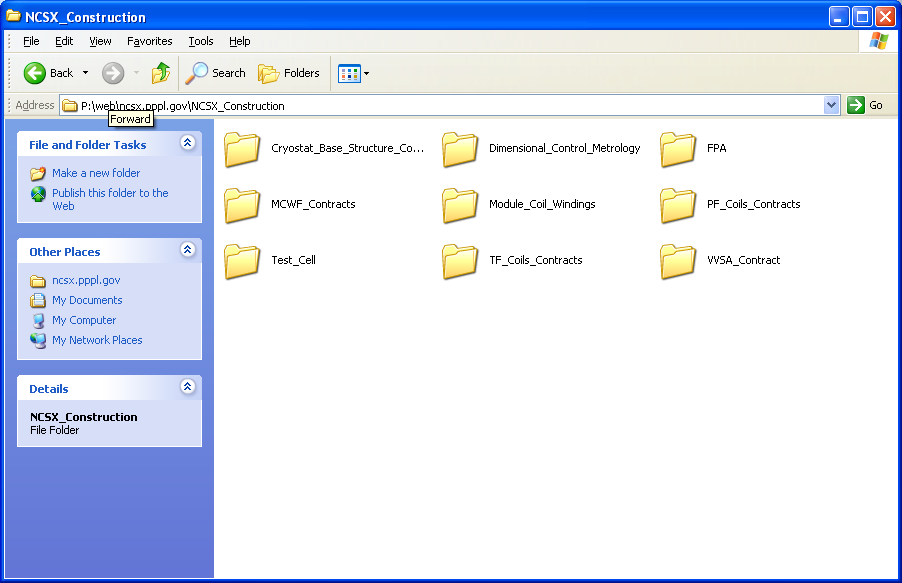 NCSX_Construction
File Edit View Favorites Tools Help
Back Search Folders
Address P:\web\ncsx.pppl.gov\NCSX_Construction Go
Forward
File and Folder Tasks
Make a new folder
Publish this folder to the
Web
Other Places
ncsx.pppl.gov
My Documents
My Computer
My Network Places
Details
NCSX_Construction
File Folder
Cryostat_Base_Structure_Co... Dimensional_Control_Metrology FPA
MCWF_Contracts Module_Coil_Windings PF_Coils_Contracts
Test_Cell TF_Coils_Contracts VVSA_Contract